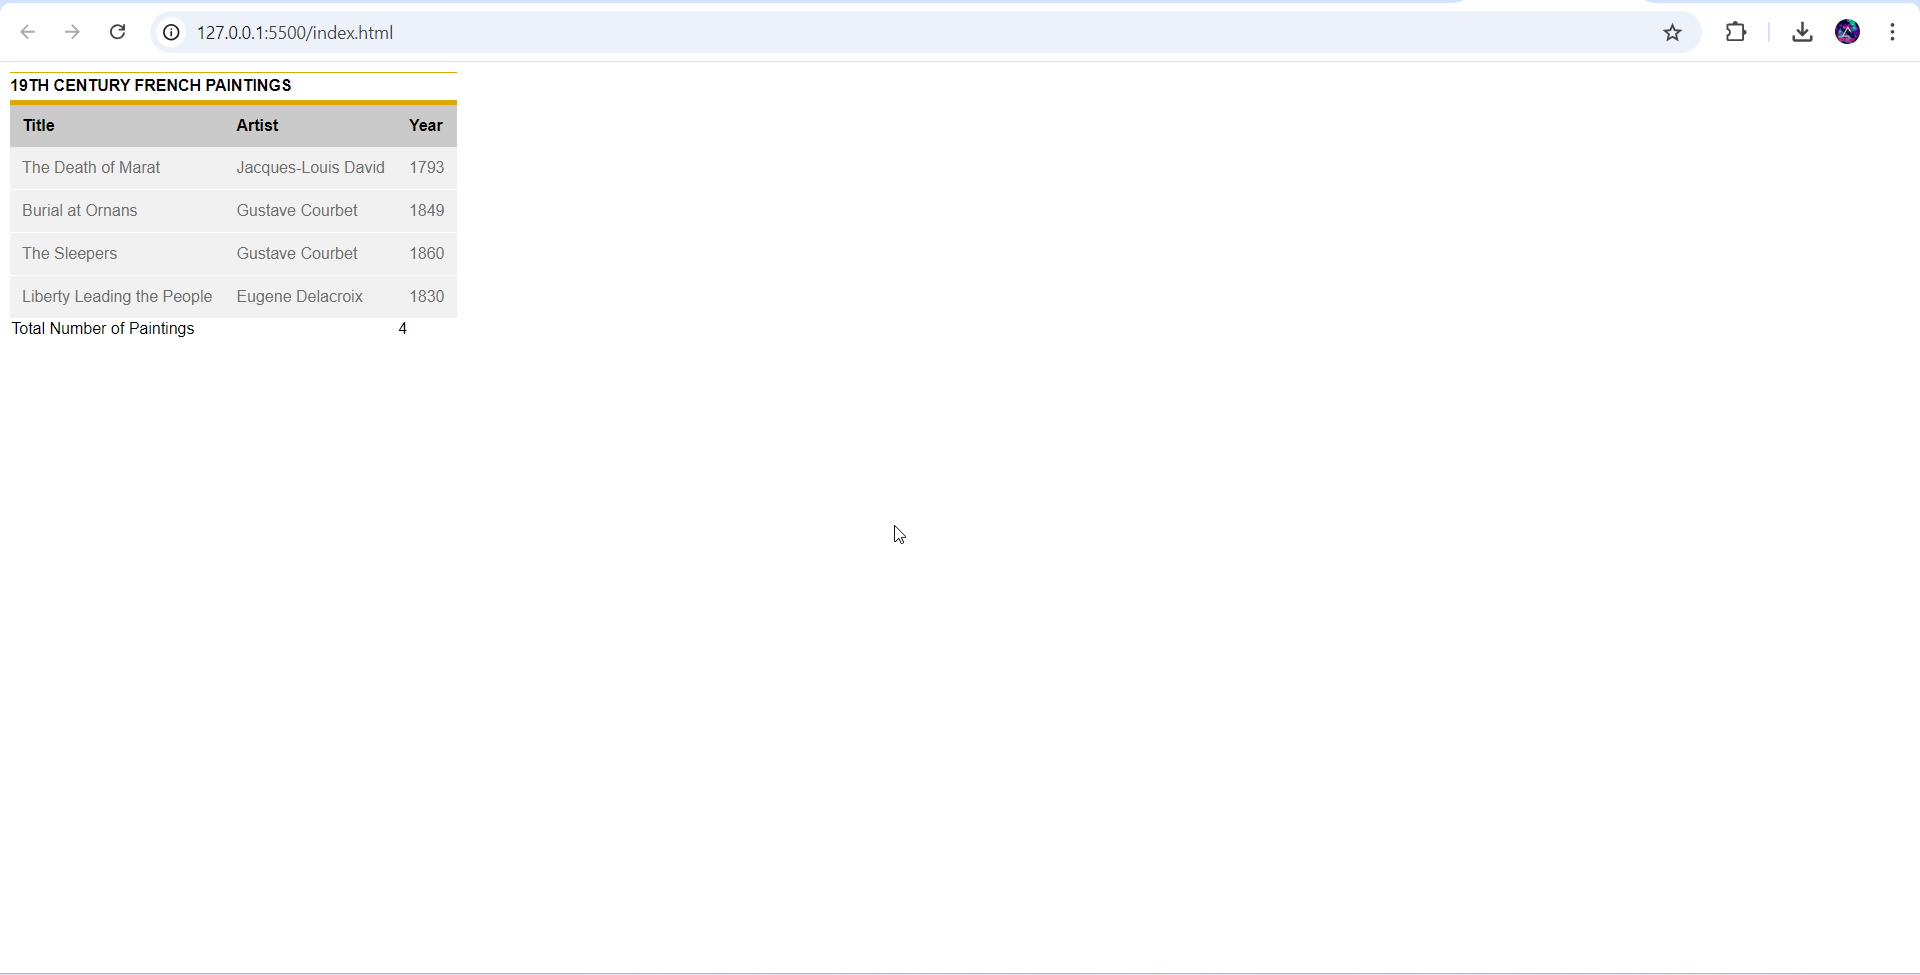 127.0.0.1:5500/index.html
19TH CENTURY FRENCH PAINTINGS
Title Artist Year
The Death of Marat Jacques-Louis David 1793
Burial at Ornans Gustave Courbet 1849
The Sleepers Gustave Courbet 1860
Liberty Leading the People Eugene Delacroix 1830
Total Number of Paintings 4